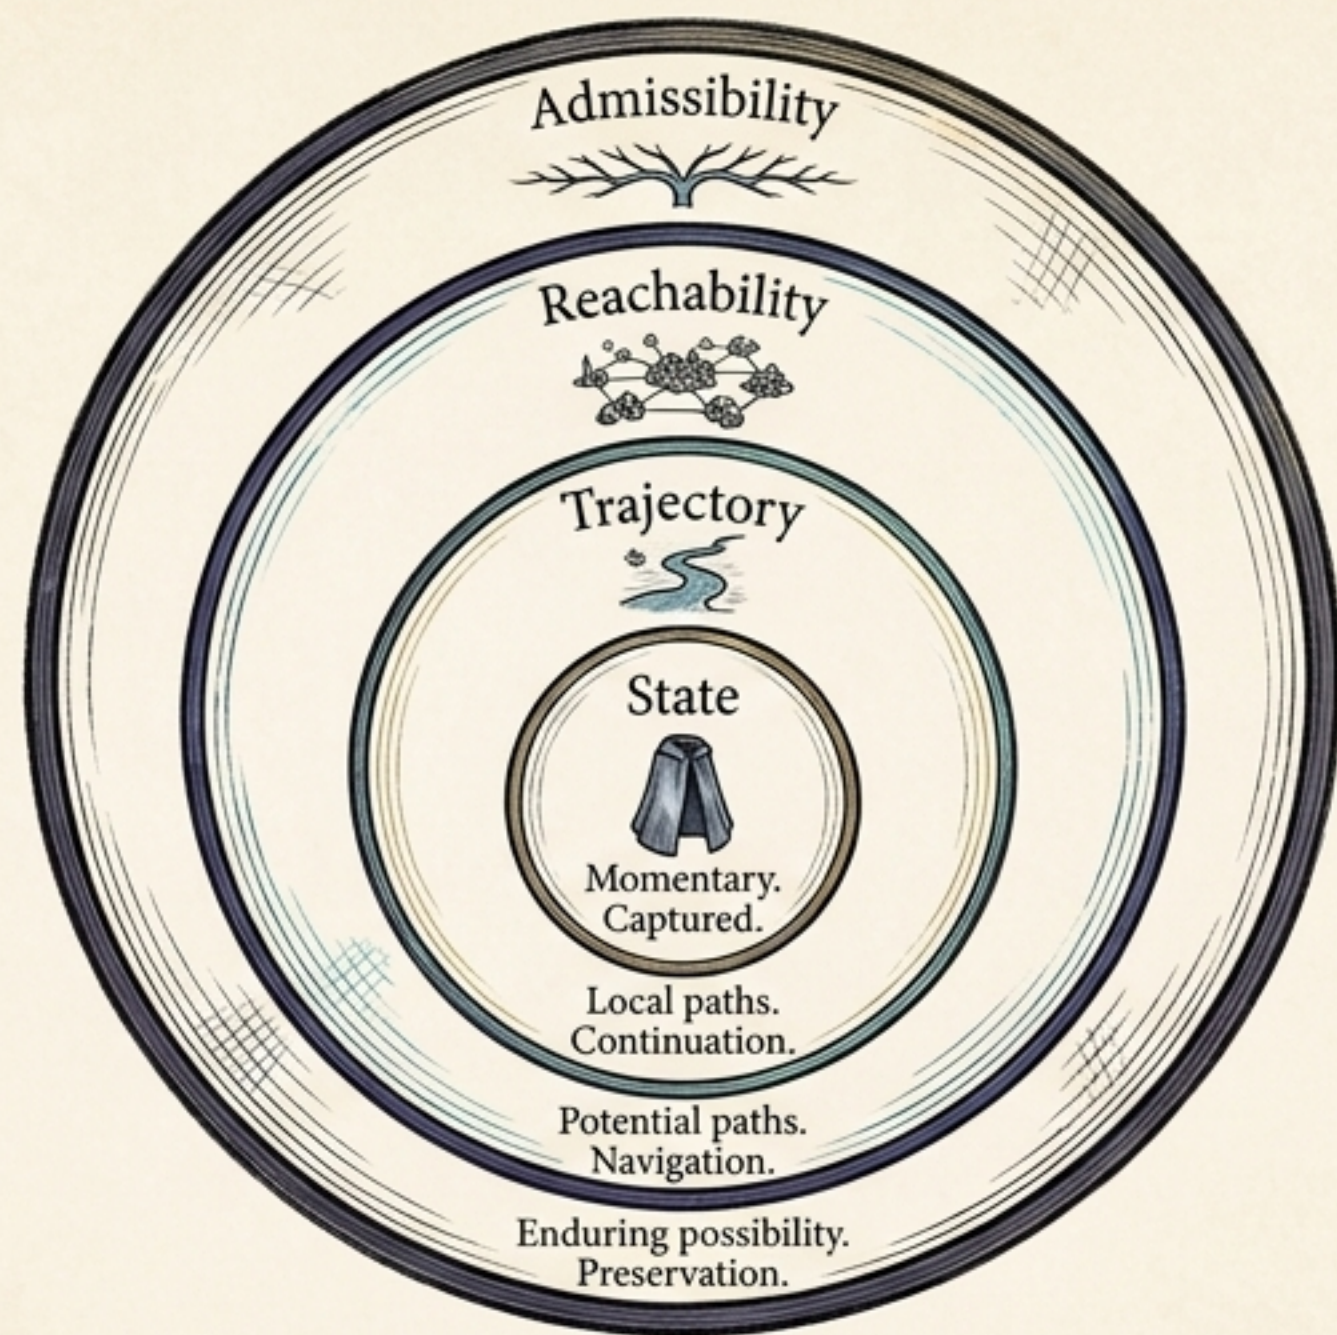 Admissibility
Reachability
Trajectory
State
Momentary.
Captured.
Local paths.
Continuation.
Potential paths.
Navigation.
Enduring possibility.
Preservation.